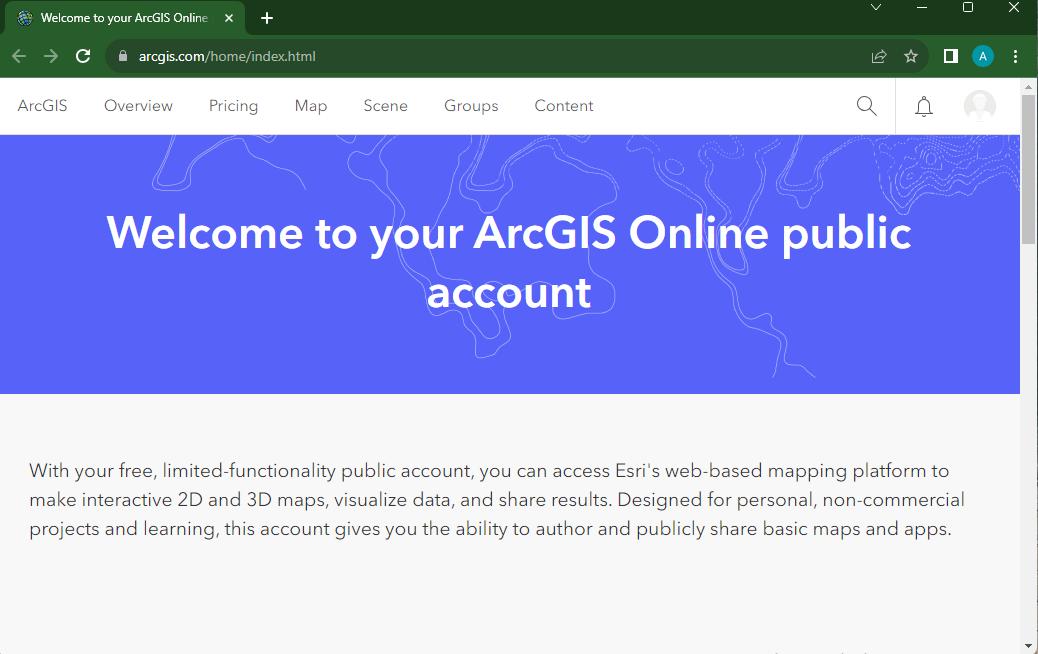 Welcome to your ArcGIS Online
arcgis.com/home/index.html
A
ArcGIS Overview Pricing Map Scene Groups Content
Welcome to your ArcGIS Online public
account
With your free, limited-functionality public account, you can access Esri's web-based mapping platform to
make interactive 2D and 3D maps, visualize data, and share results. Designed for personal, non-commercial
projects and learning, this account gives you the ability to author and publicly share basic maps and apps.